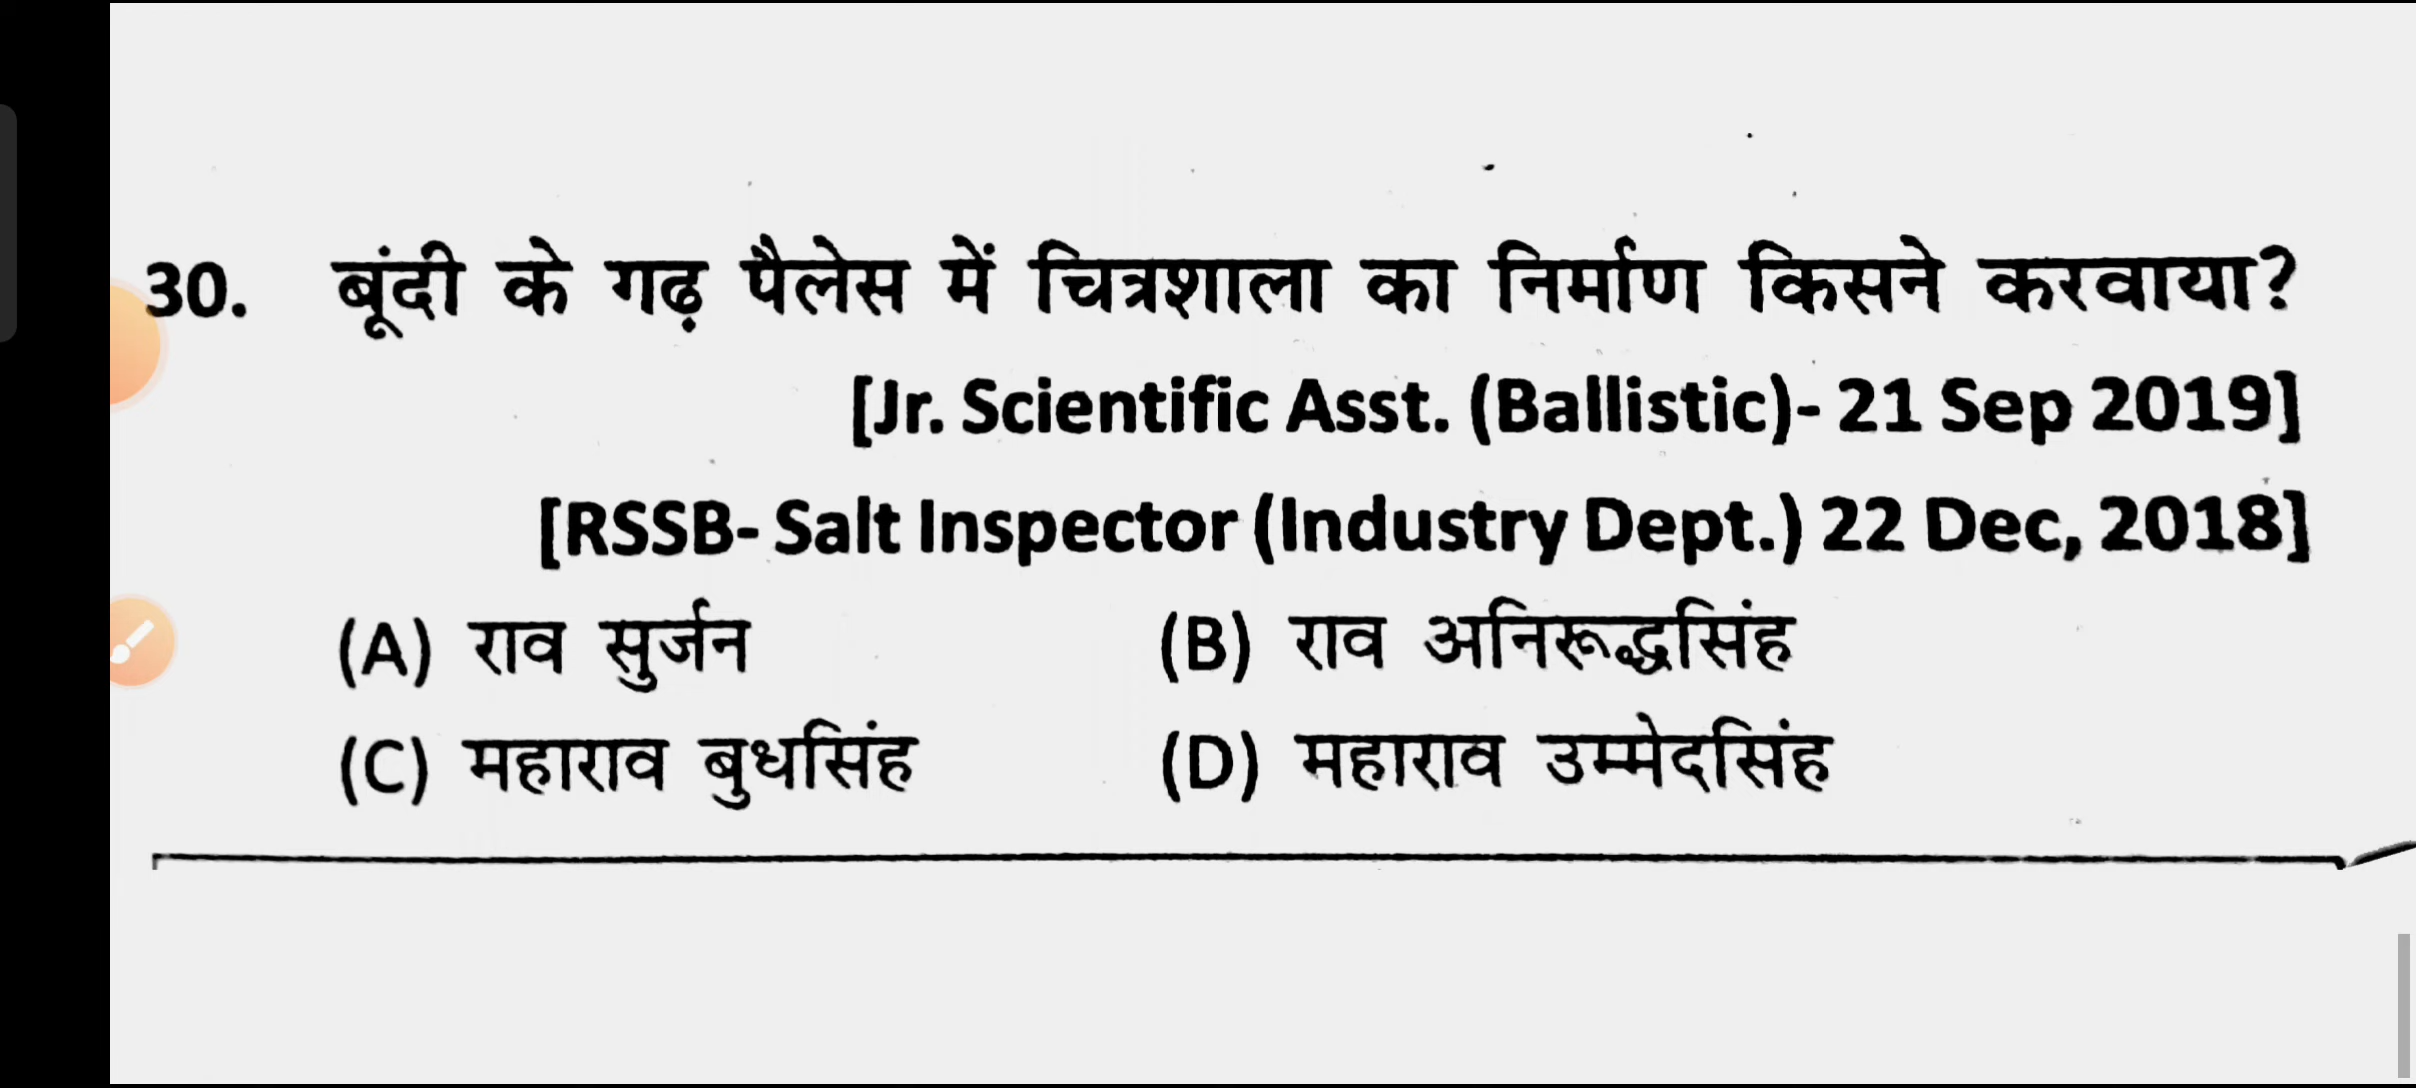 30. बूंदी के गढ़ पैलेस में चित्रशाला का निर्माण किसने करवाया?
[Jr. Scientific Asst. (Ballistic)- 21 Sep 2019]
[RSSB- Salt Inspector (Industry Dept.) 22 Dec, 2018]
(A) राव सुर्जन (B) राव अनिरूद्धसिंह
(C) महाराव बुधसिंह (D) महाराव उम्मेदसिंह